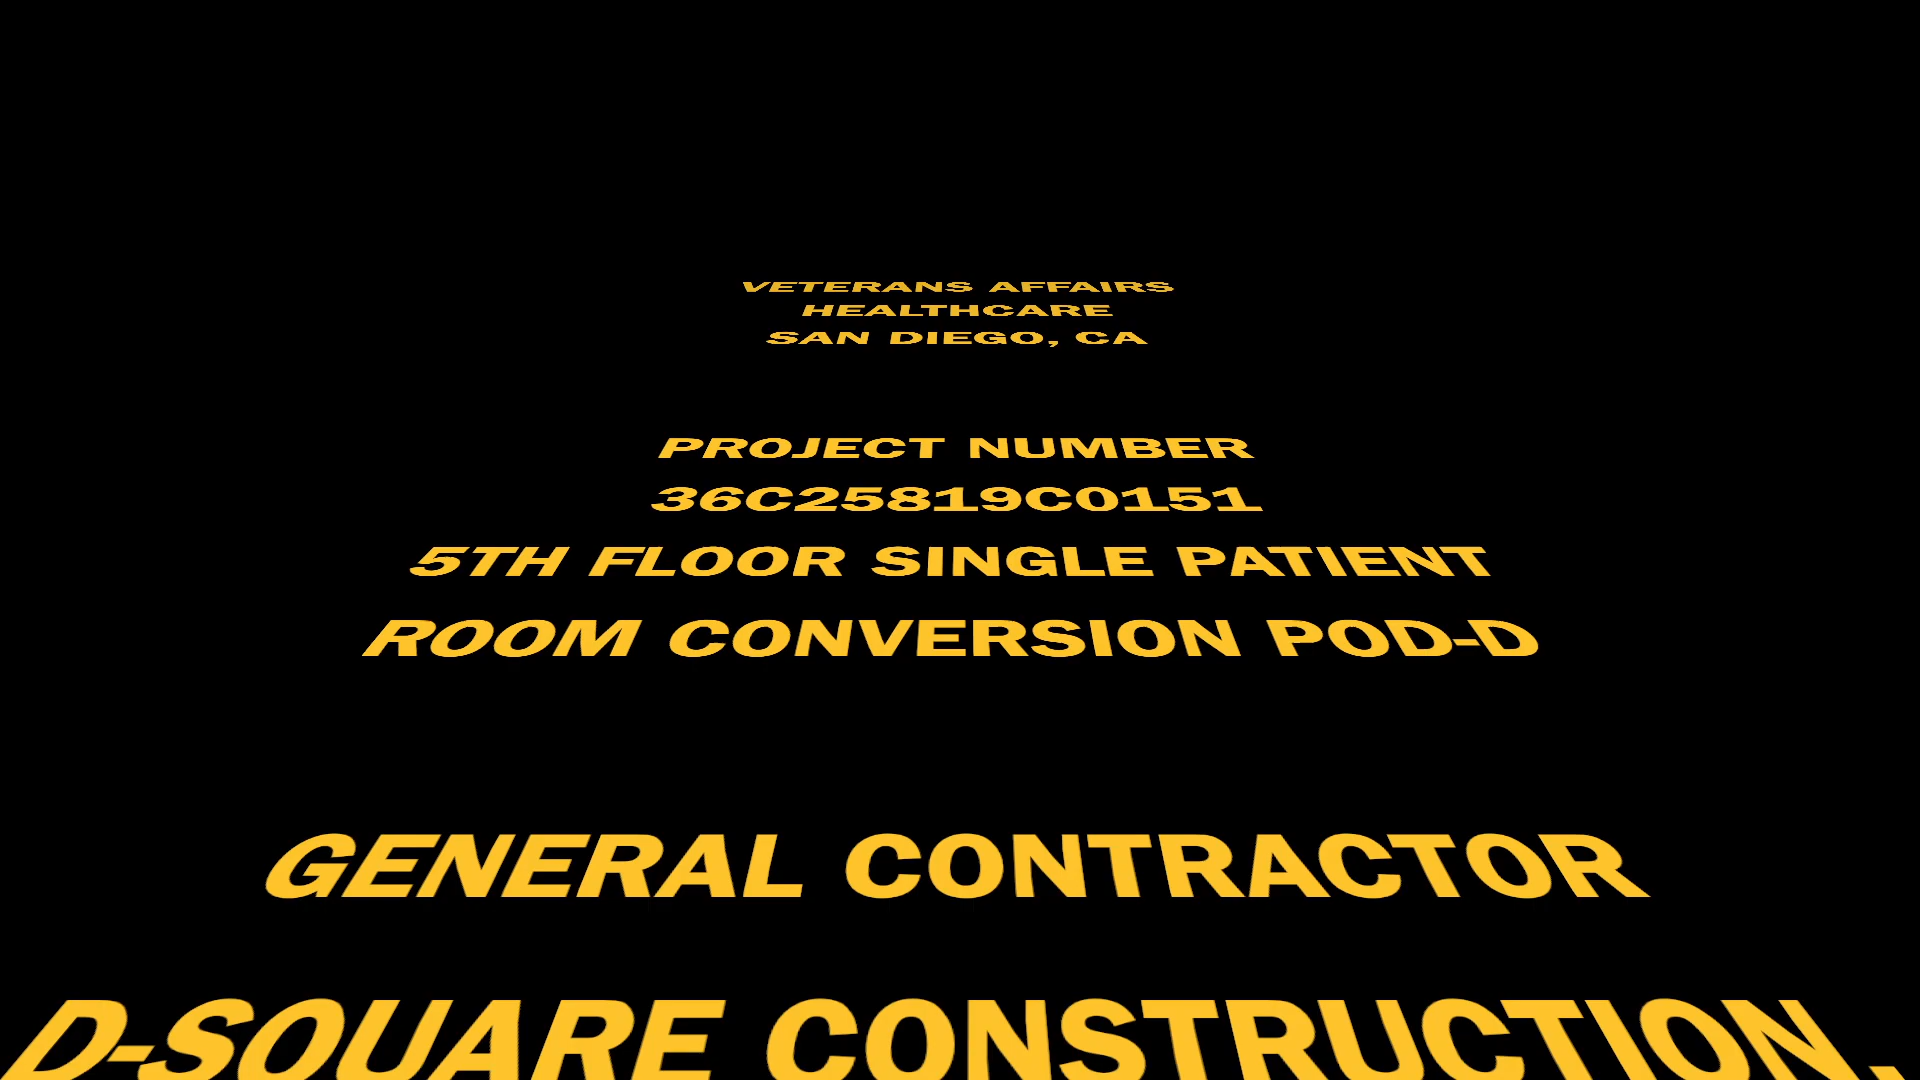 VETERANS AFFAIRS
HEALTHCARE
SAN DIEGO, CA
PROJECT NUMBER
36C25819C0151
5TH FLOOR SINGLE PATIENT
ROOM CONVERSION POD-D
GENERAL CONTRACTOR
D-SQUARE CONSTRUCTION,